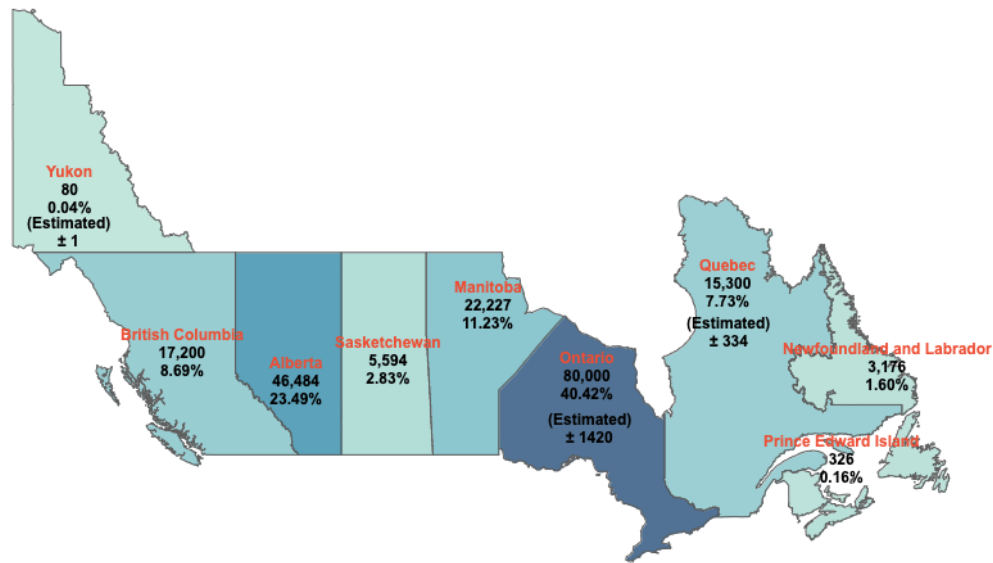 Yukon
80
0.04%
(Estimated)
± 1
British Columbia
17,200
8.69%
Alberta
46,484
23.49%
Sasketchewan
5,594
2.83%
Manitoba
22,227
11.23%
Ontario
80,000
40.42%
(Estimated)
± 1420
Quebec
15,300
7.73%
(Estimated)
± 334
Newfoundland and Labrador
3,176
1.60%
Prince Edward Island
326
0.16%